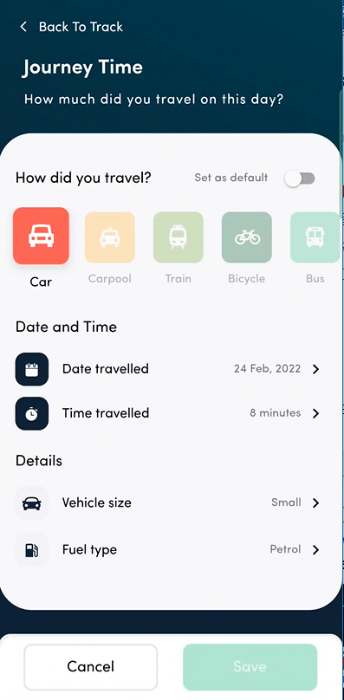 Back To Track
Journey Time
How much did you travel on this day?
How did you travel? Set as default
Car Carpool Train Bicycle Bus
Date and Time
Date travelled 24 Feb, 2022
Time travelled 8 minutes
Details
Vehicle size Small
Fuel type Petrol
Cancel Save